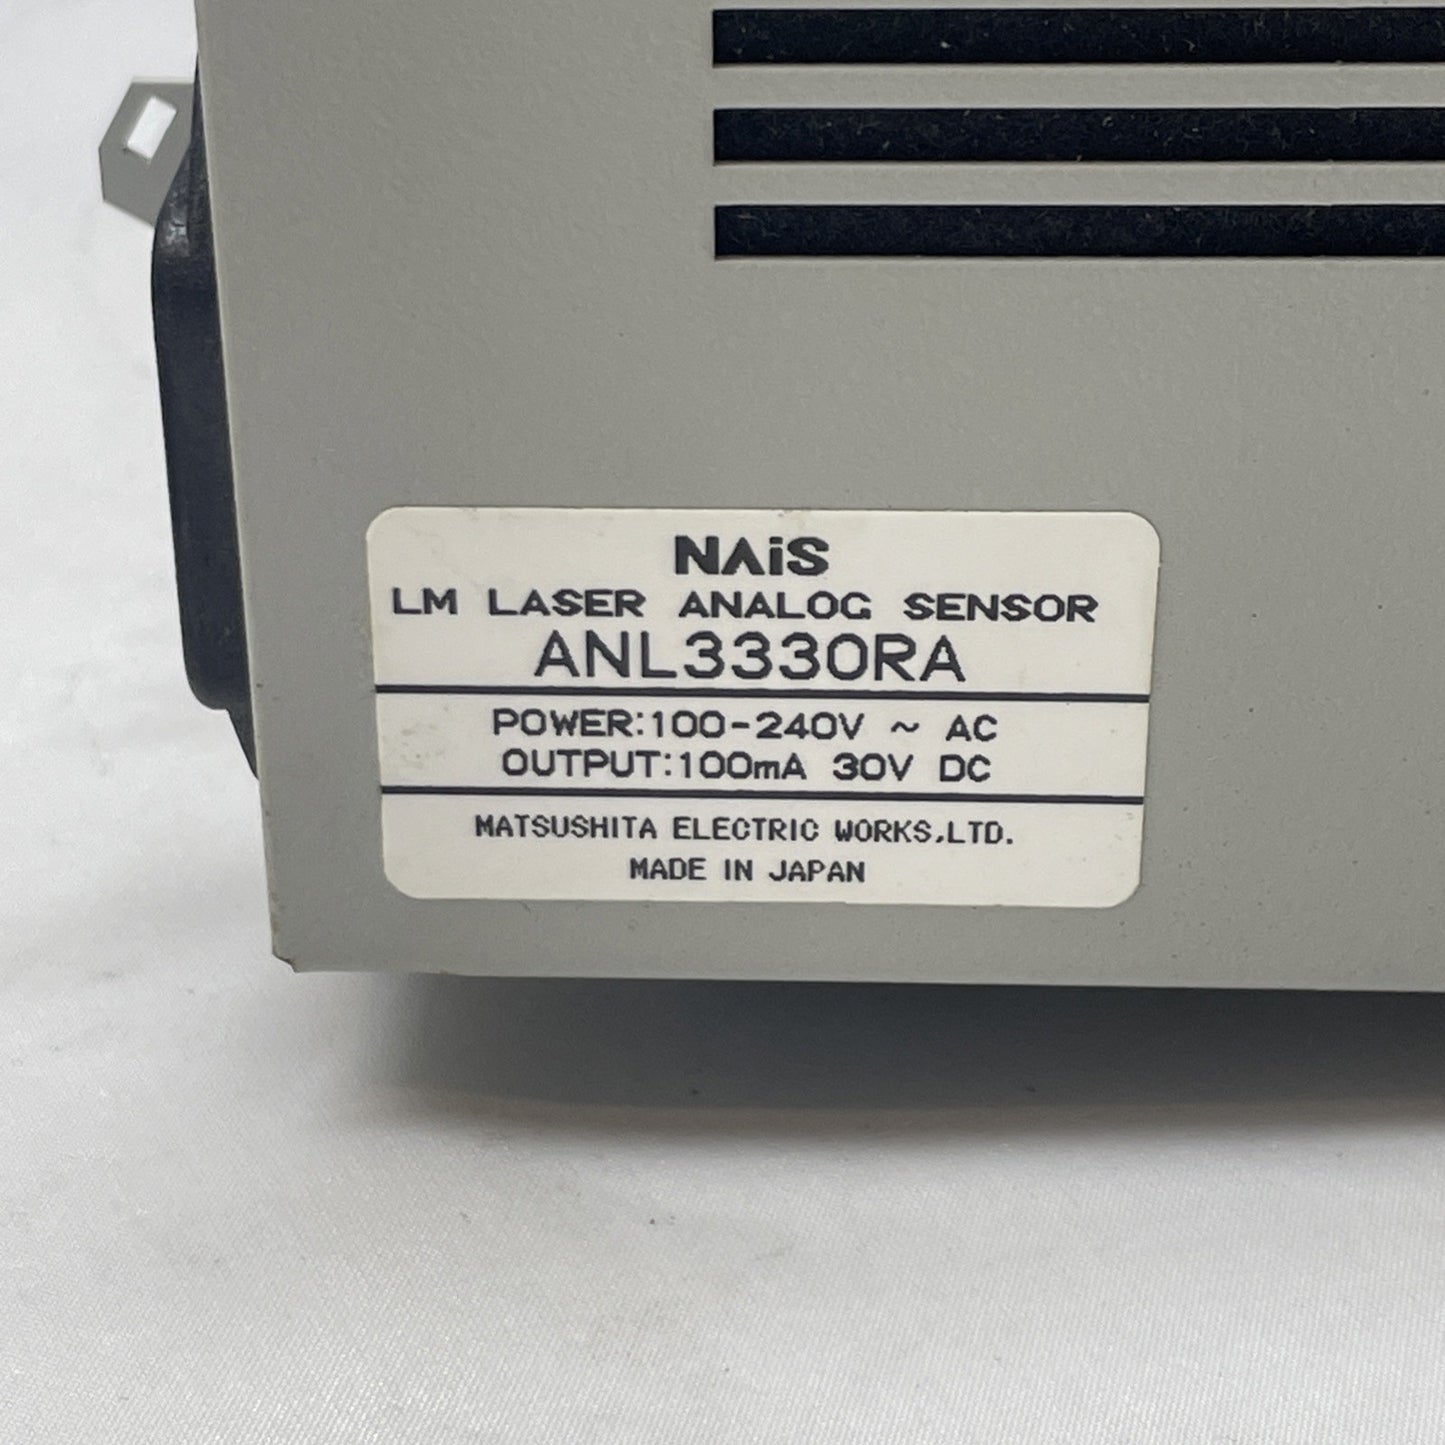 NAiS
LM LASER ANALOG SENSOR
ANL3330RA
POWER:100-240V ~ AC
OUTPUT:100mA 30V DC
MATSUSHITA ELECTRIC WORKS,LTD.
MADE IN JAPAN